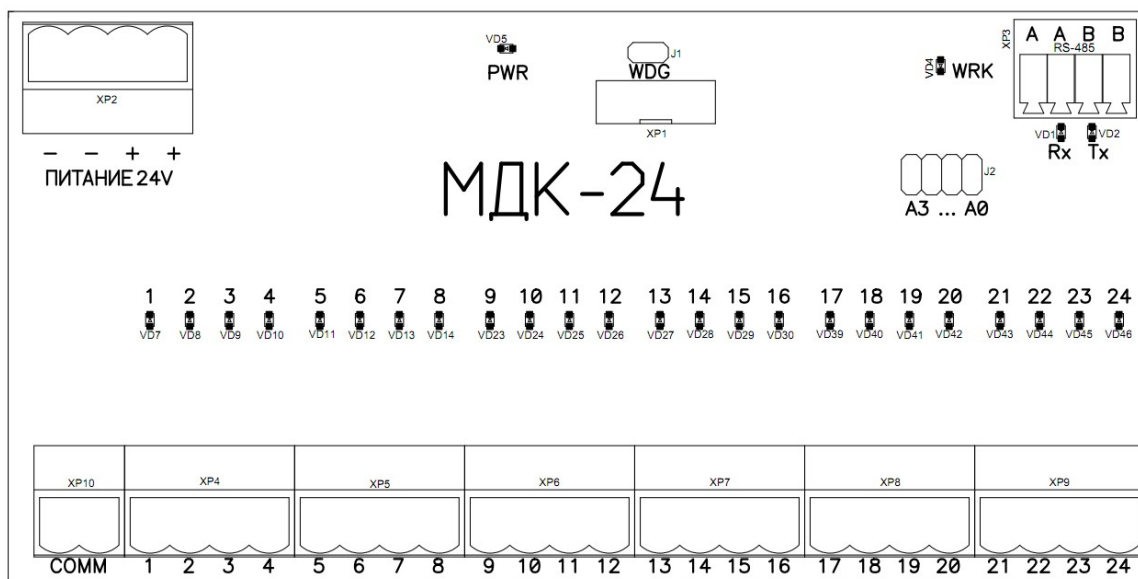 VD5
PWR
J1
WDG
XP1
VD4
WRK
XP3
A A B B
RS-485
VD1 VD2
Rx Tx
XP2
- - + +
ПИТАНИЕ 24V
МДК-24
J2
A3 ... A0
1 2 3 4 5 6 7 8 9 10 11 12 13 14 15 16 17 18 19 20 21 22 23 24
VD7 VD8 VD9 VD10 VD11 VD12 VD13 VD14 VD23 VD24 VD25 VD26 VD27 VD28 VD29 VD30 VD39 VD40 VD41 VD42 VD43 VD44 VD45 VD46
XP10 XP4 XP5 XP6 XP7 XP8 XP9
COMM 1 2 3 4 5 6 7 8 9 10 11 12 13 14 15 16 17 18 19 20 21 22 23 24